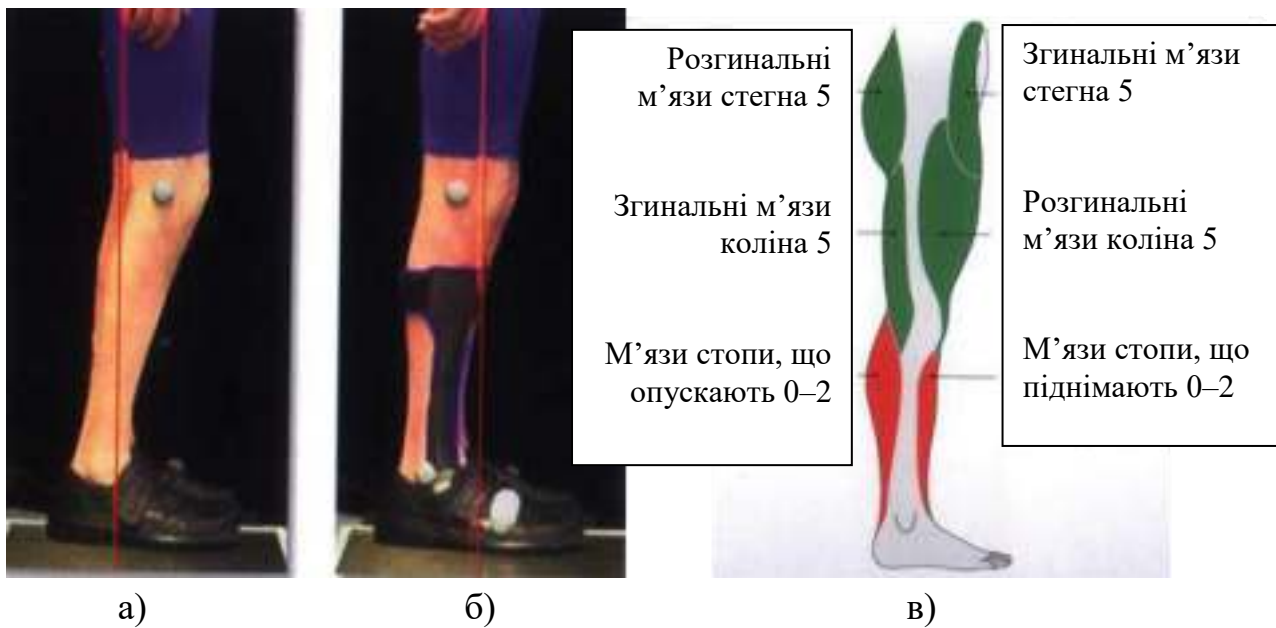 Розгинальні
м’язи стегна 5
Згинальні м’язи
коліна 5
М’язи стопи, що
опускають 0–2
Згинальні м’язи
стегна 5
Розгинальні
м’язи коліна 5
М’язи стопи, що
піднімають 0–2
а)
б)
в)